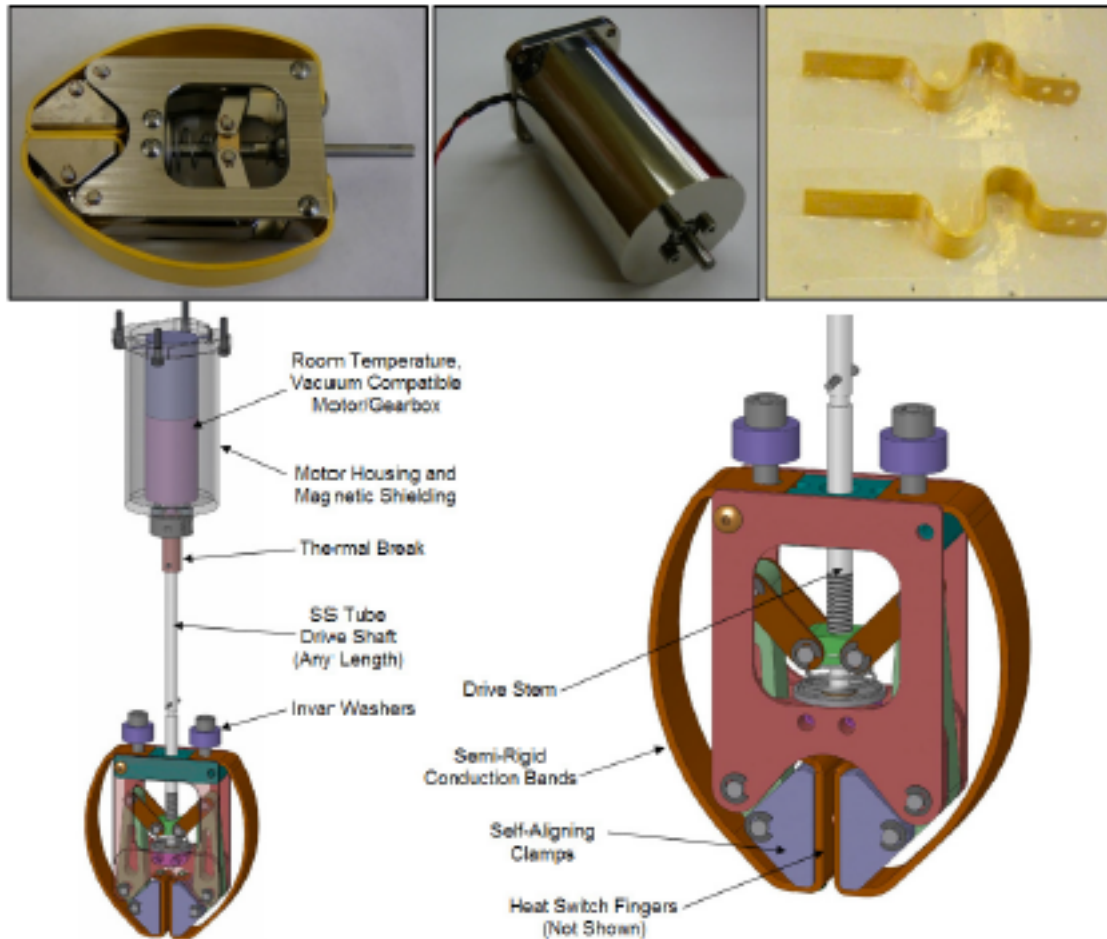 Room Temperature,
Vacuum Compatible
Motor/Gearbox
Motor Housing and
Magnetic Shielding
Thermal Break
SS Tube
Drive Shaft
(Any Length)
Invar Washers
Drive Stem
Semi-Rigid
Conduction Bands
Self-Aligning
Clamps
Heat Switch Fingers
(Not Shown)